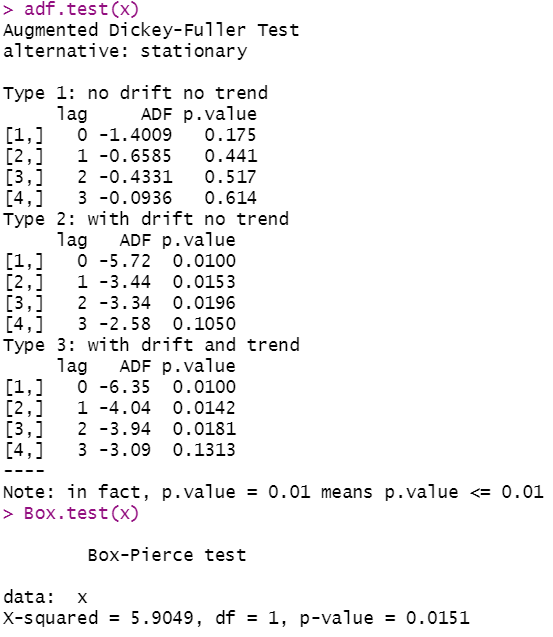 > adf.test(x)
Augmented Dickey-Fuller Test
alternative: stationary

Type 1: no drift no trend
     lag     ADF p.value
[1,]   0 -1.4009   0.175
[2,]   1 -0.6585   0.441
[3,]   2 -0.4331   0.517
[4,]   3 -0.0936   0.614
Type 2: with drift no trend
     lag   ADF p.value
[1,]   0 -5.72  0.0100
[2,]   1 -3.44  0.0153
[3,]   2 -3.34  0.0196
[4,]   3 -2.58  0.1050
Type 3: with drift and trend
     lag   ADF p.value
[1,]   0 -6.35  0.0100
[2,]   1 -4.04  0.0142
[3,]   2 -3.94  0.0181
[4,]   3 -3.09  0.1313
----
Note: in fact, p.value = 0.01 means p.value <= 0.01
> Box.test(x)

        Box-Pierce test

data:  x
X-squared = 5.9049, df = 1, p-value = 0.0151